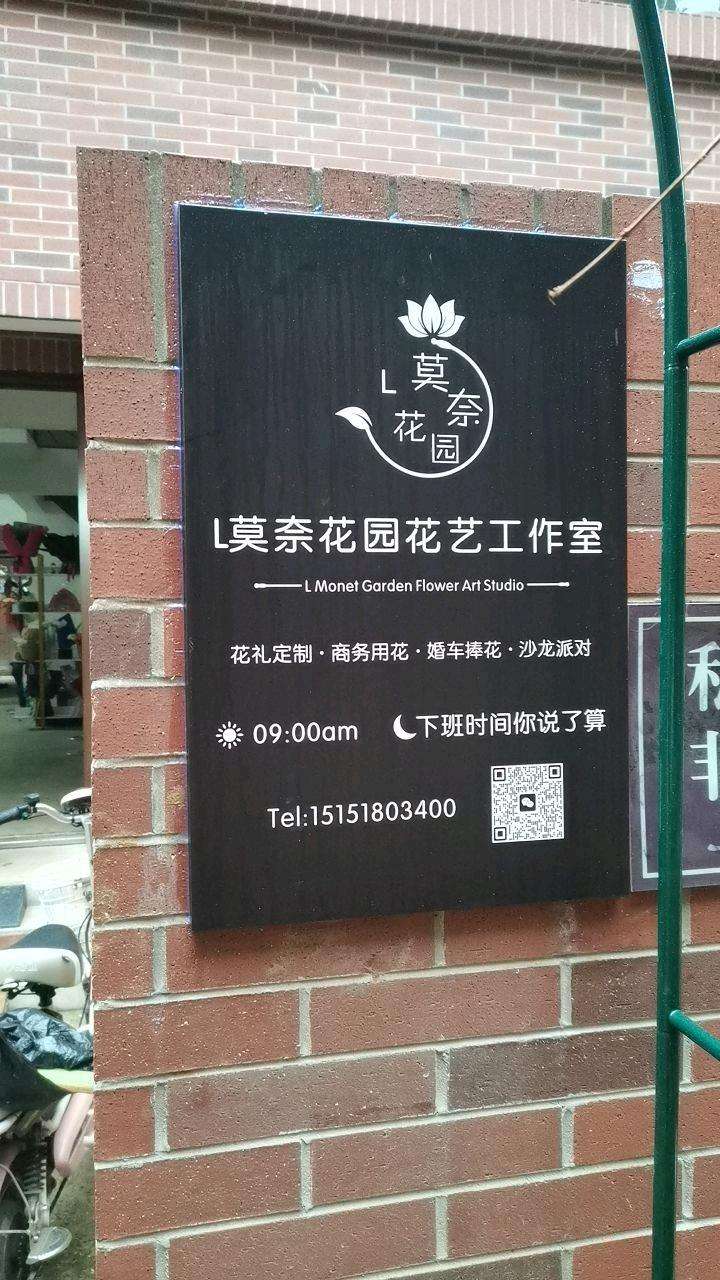 L莫奈
花园
L莫奈花园花艺工作室
L Monet Garden Flower Art Studio
花礼定制·商务用花·婚车捧花·沙龙派对
09:00am 下班时间你说了算
Tel:15151803400